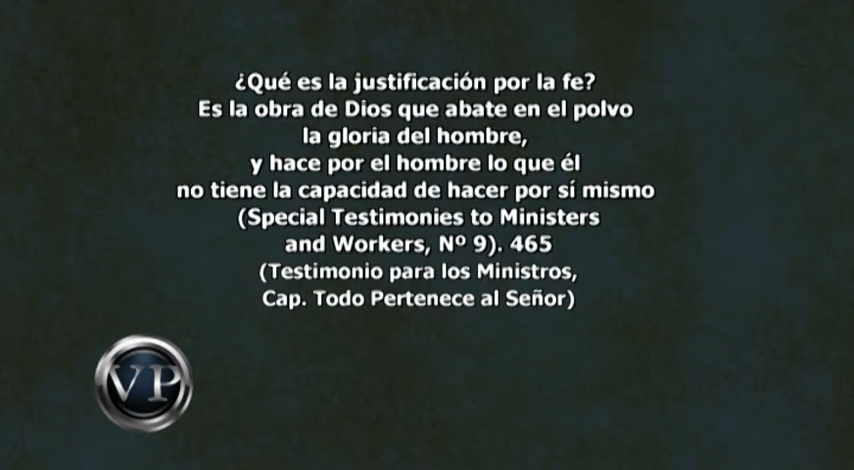 ¿Qué es la justificación por la fe?
Es la obra de Dios que abate en el polvo
la gloria del hombre,
y hace por el hombre lo que él
no tiene la capacidad de hacer por sí mismo
(Special Testimonies to Ministers
and Workers, Nº 9). 465
(Testimonio para los Ministros,
Cap. Todo Pertenece al Señor)
VP